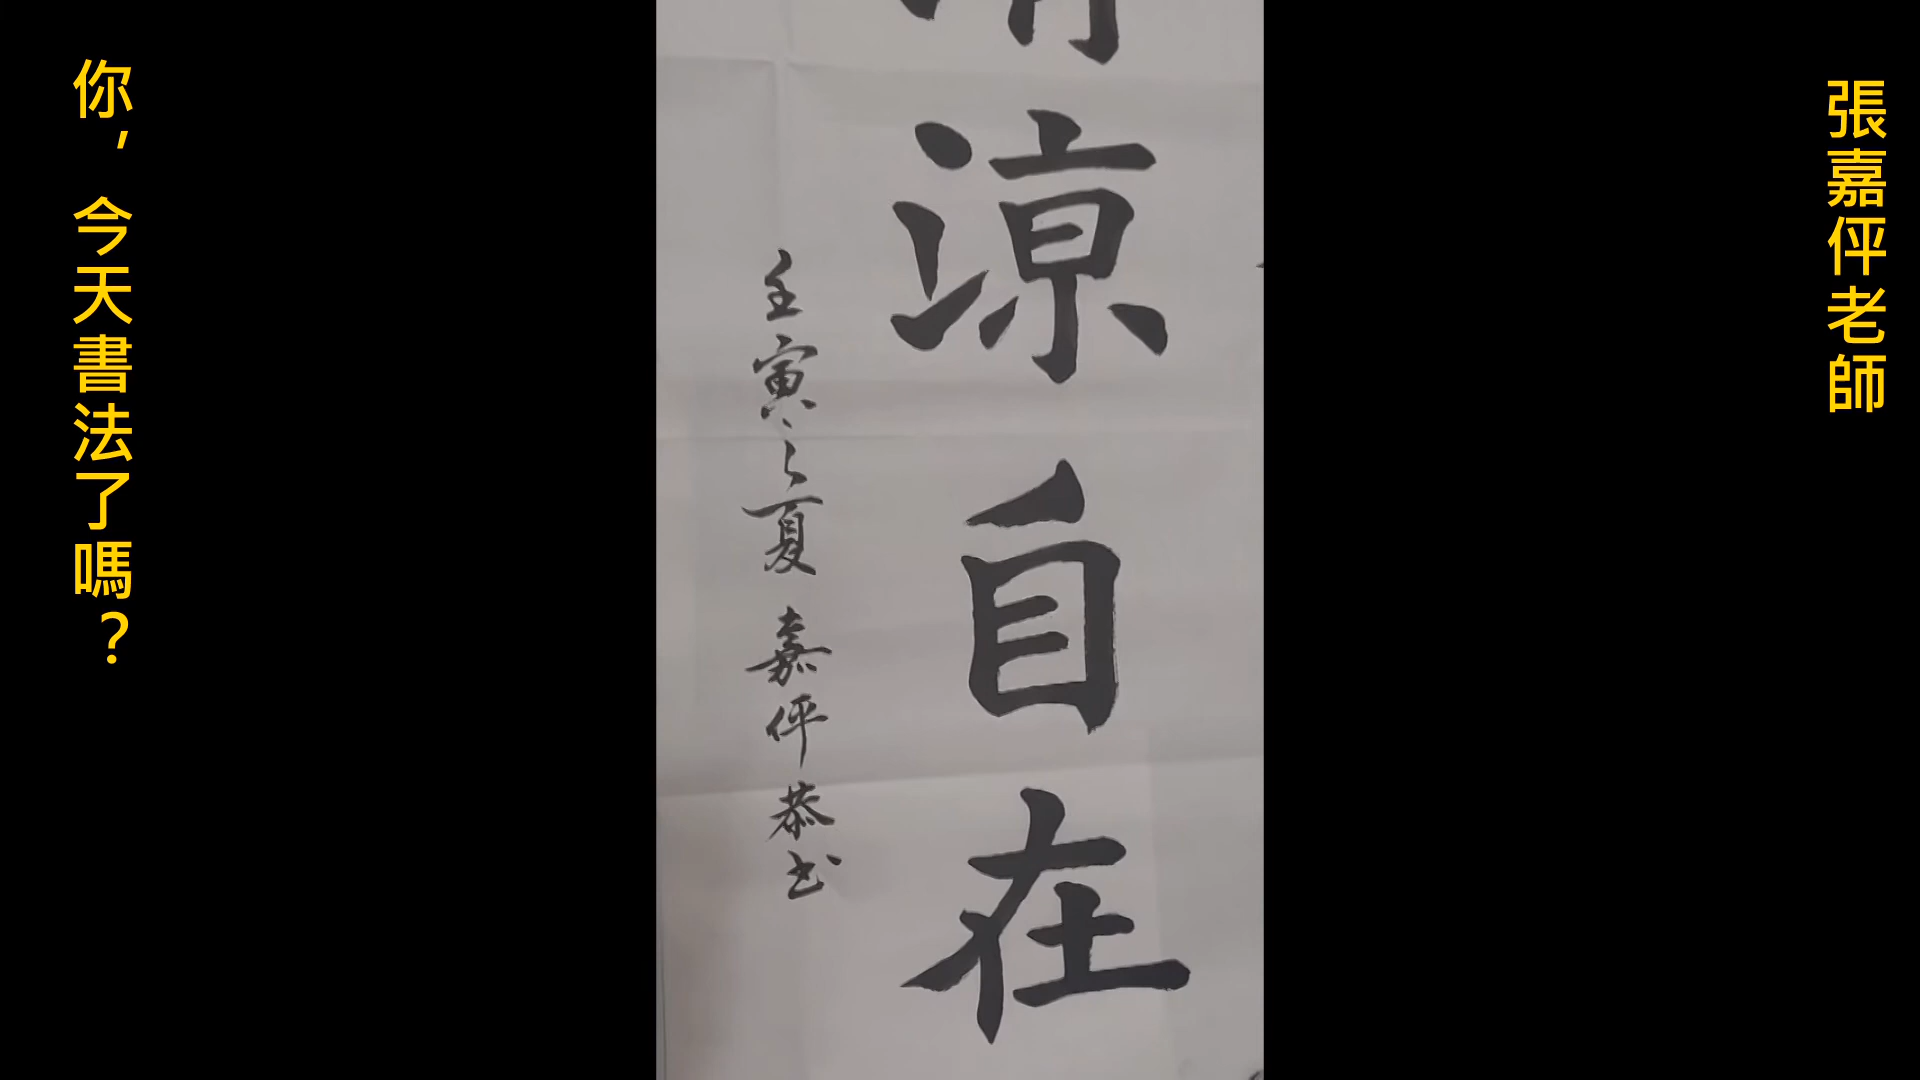 張嘉伻老師
涼自在
壬寅之夏 嘉伻恭書
你，今天書法了嗎？